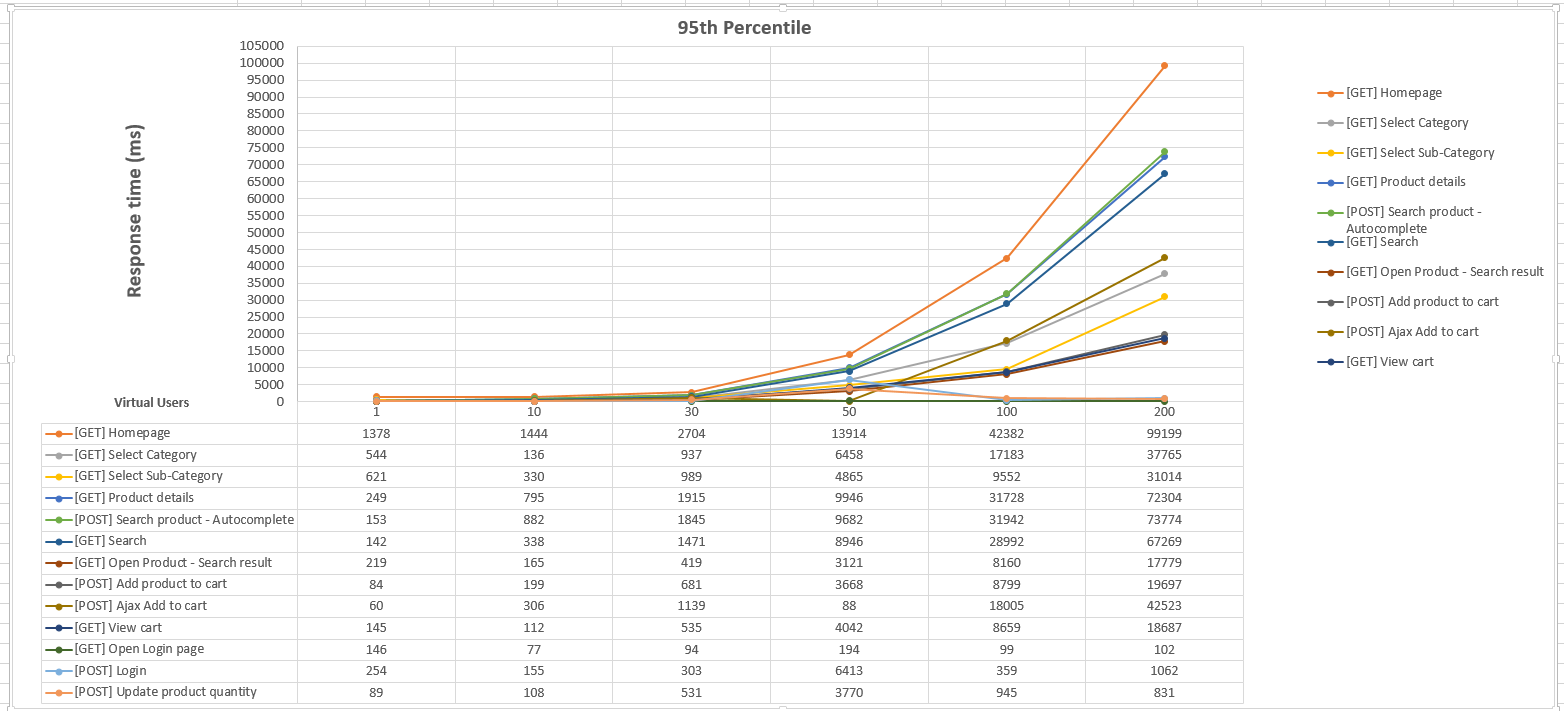 95th Percentile
Response time (ms)
105000
100000
95000
90000
85000
80000
75000
70000
65000
60000
55000
50000
45000
40000
35000
30000
25000
20000
15000
10000
5000
0
[GET] Homepage
[GET] Select Category
[GET] Select Sub-Category
[GET] Product details
[POST] Search product -
Autocomplete
[GET] Search
[GET] Open Product - Search result
[POST] Add product to cart
[POST] Ajax Add to cart
[GET] View cart
Virtual Users 1 10 30 50 100 200
[GET] Homepage 1378 1444 2704 13914 42382 99199
[GET] Select Category 544 136 937 6458 17183 37765
[GET] Select Sub-Category 621 330 989 4865 9552 31014
[GET] Product details 249 795 1915 9946 31728 72304
[POST] Search product - Autocomplete 153 882 1845 9682 31942 73774
[GET] Search 142 338 1471 8946 28992 67269
[GET] Open Product - Search result 219 165 419 3121 8160 17779
[POST] Add product to cart 84 199 681 3668 8799 19697
[POST] Ajax Add to cart 60 306 1139 88 18005 42523
[GET] View cart 145 112 535 4042 8659 18687
[GET] Open Login page 146 77 94 194 99 102
[POST] Login 254 155 303 6413 359 1062
[POST] Update product quantity 89 108 531 3770 945 831